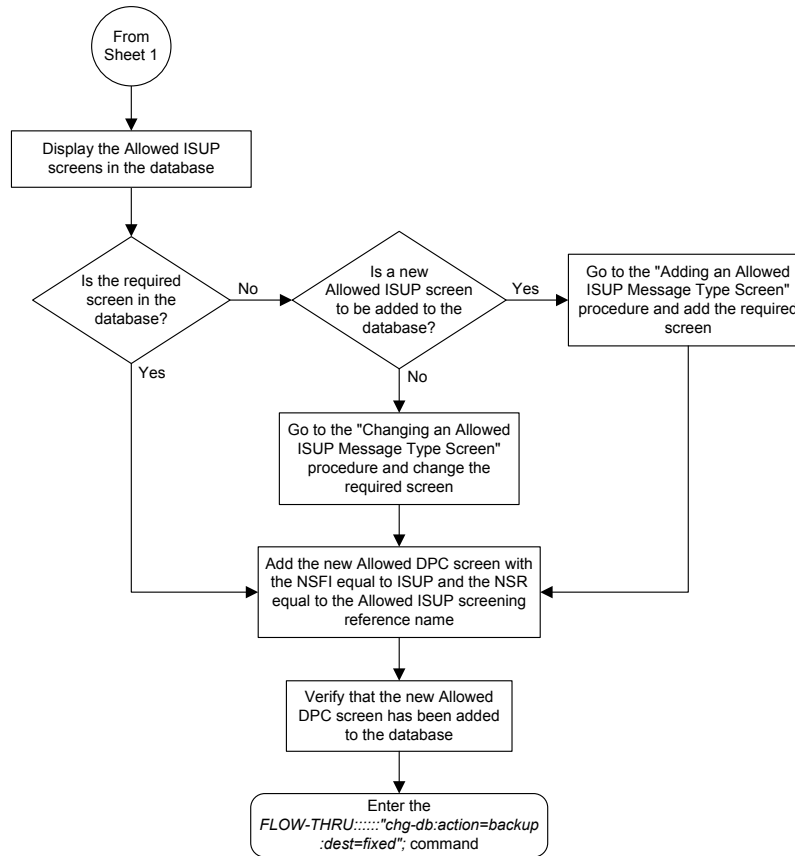 From
Sheet 1
Display the Allowed ISUP
screens in the database
Is the required
screen in the
database?
No
Yes
Is a new
Allowed ISUP screen
to be added to the
database?
Yes
No
Go to the "Adding an Allowed
ISUP Message Type Screen"
procedure and add the required
screen
Go to the "Changing an Allowed
ISUP Message Type Screen"
procedure and change the
required screen
Add the new Allowed DPC screen with
the NSFI equal to ISUP and the NSR
equal to the Allowed ISUP screening
reference name
Verify that the new Allowed
DPC screen has been added
to the database
Enter the
FLOW-THRU::::::"chg-db:action=backup
:dest=fixed"; command